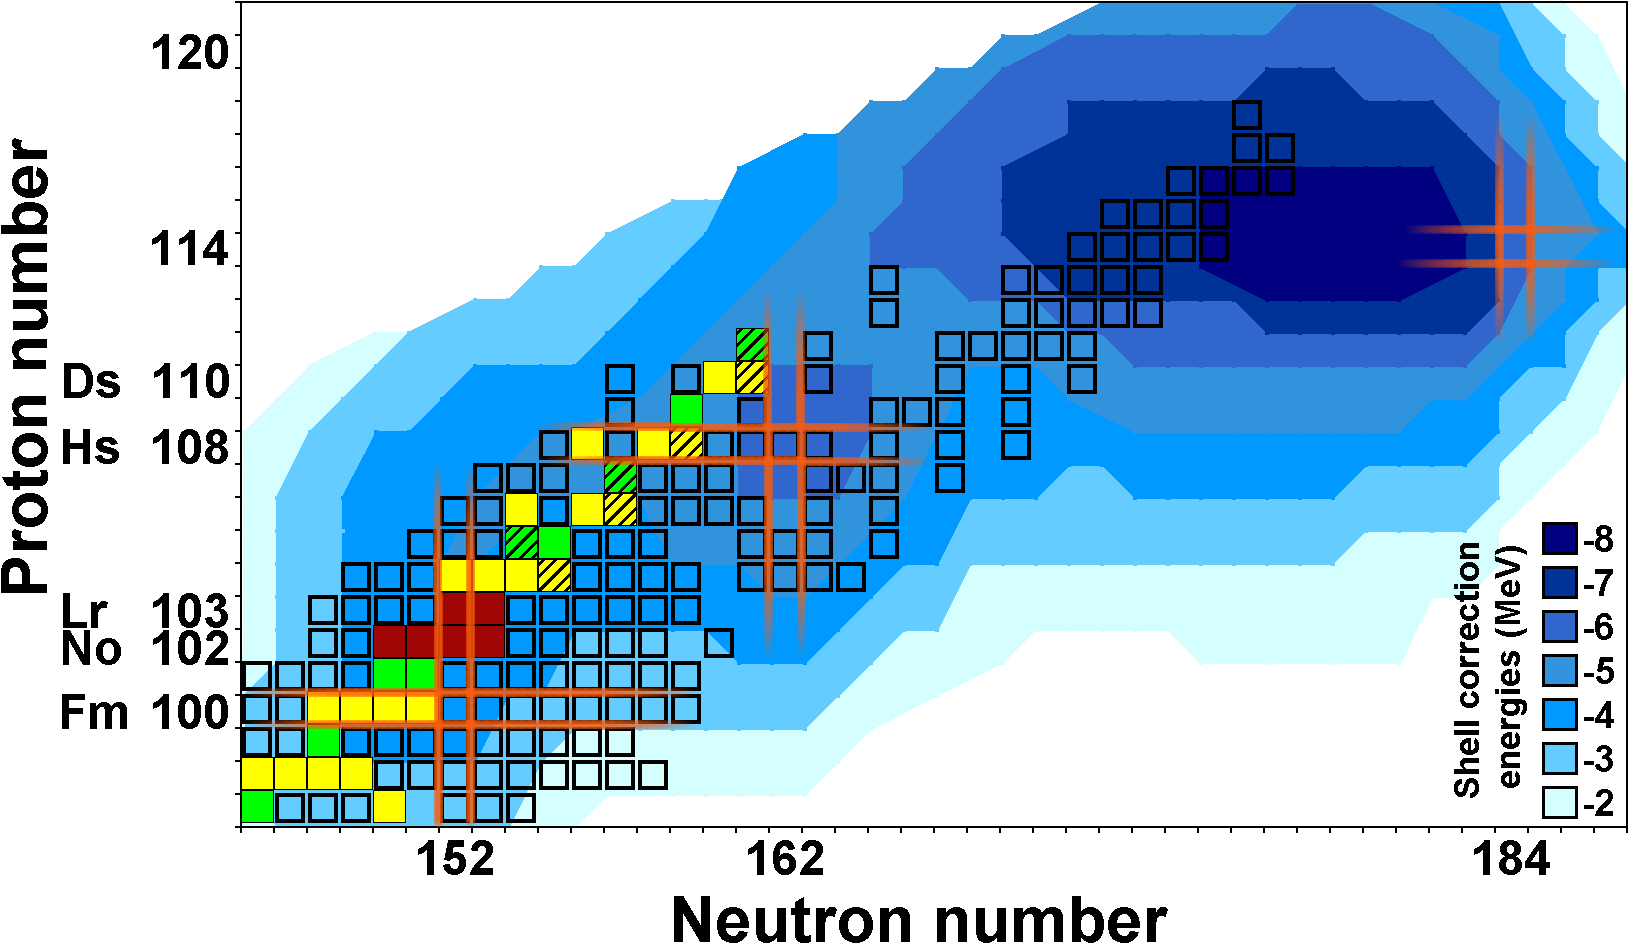 Proton number
120
114
Ds 110
Hs 108
Lr 103
No 102
Fm 100
152 162 184
Neutron number
Shell correction
energies (MeV)
-8
-7
-6
-5
-4
-3
-2